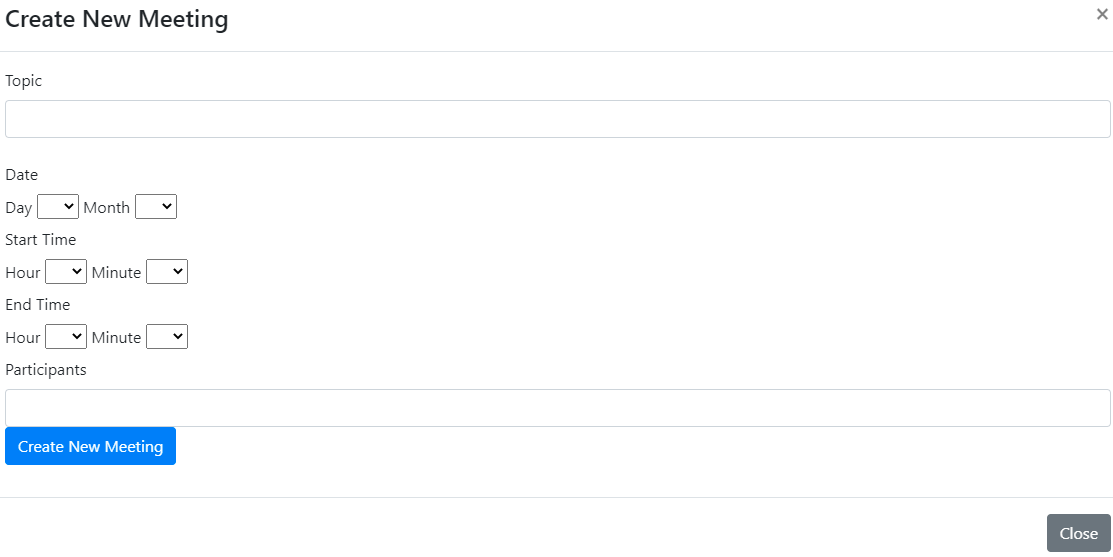 Create New Meeting ×
Topic
Date
Day Month
Start Time
Hour Minute
End Time
Hour Minute
Participants
Create New Meeting
Close